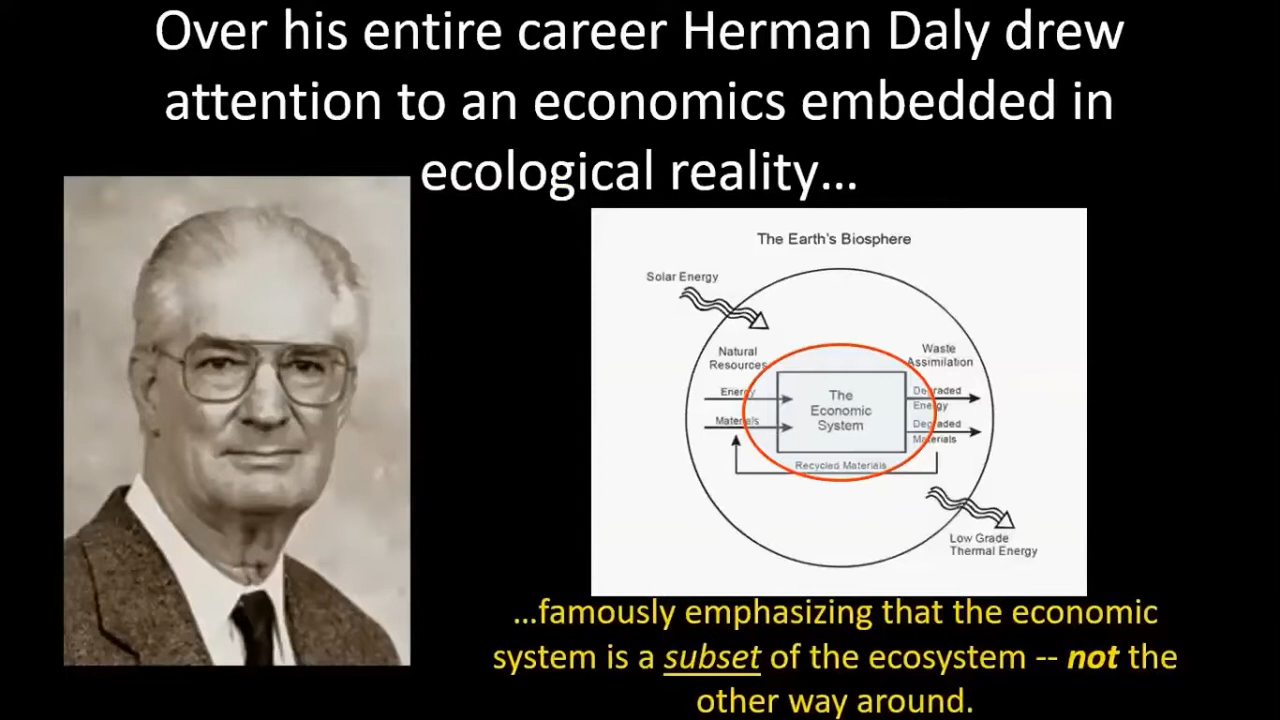 Over his entire career Herman Daly drew
attention to an economics embedded in
ecological reality...
The Earth's Biosphere
Solar Energy
Natural
Resources
Waste
Assimilation
Energy
Materials
The
Economic
System
Degraded
Energy
Degraded
Materials
Recycled Materials
Low Grade
Thermal Energy
...famously emphasizing that the economic
system is a subset of the ecosystem -- not the
other way around.